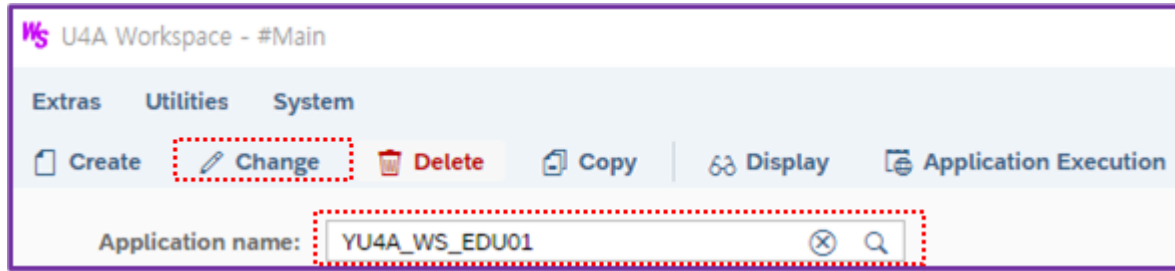 WS U4A Workspace - #Main
Extras Utilities System
Create Change Delete Copy Display Application Execution
Application name: YU4A_WS_EDU01